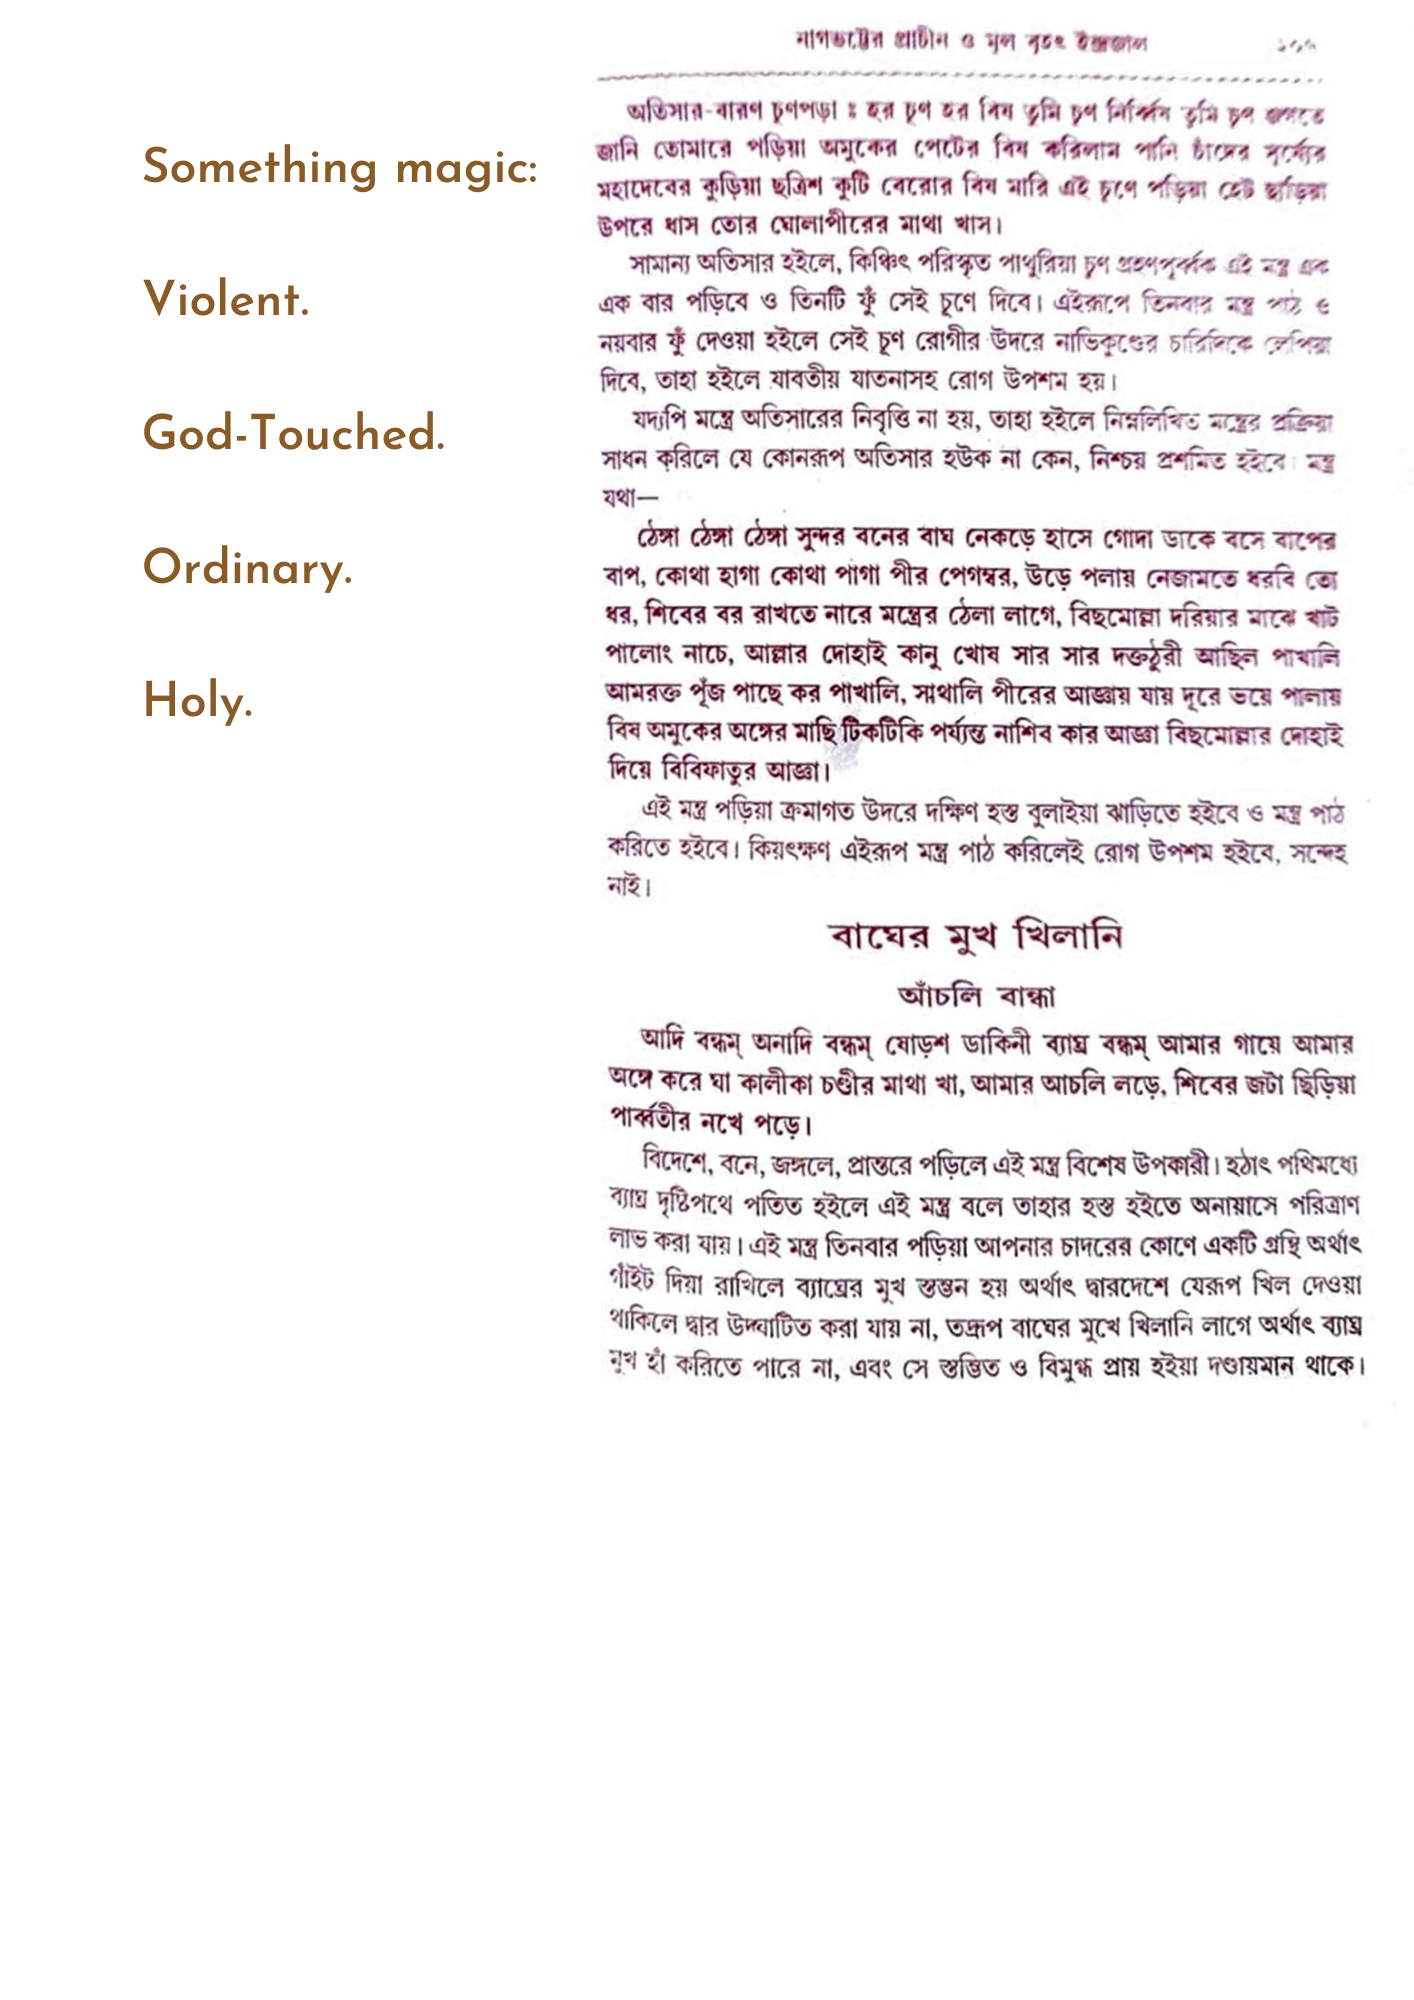 Something magic:
Violent.
God-Touched.
Ordinary.
Holy.
নাগভট্টের প্রাচীন ও মূল বৃহৎ ইন্দ্রজাল
অতিসার-বারণ চূণপড়া ঃ হর চূণ হর বিষ তুমি চূণ নির্ব্বিষ তুমি চূণ জগতে
জানি তোমারে পড়িয়া অমুকের পেটের বিষ করিলাম পানি চাঁদের সূর্য্যের
মহাদেবের কুড়িয়া ছত্রিশ কুটি বেরোর বিষ মারি এই চূণে পড়িয়া হেট ছাড়িয়া
উপরে ধাস তোর ঘোলাপীরের মাথা খাস।
সামান্য অতিসার হইলে, কিঞ্চিৎ পরিস্কৃত পাথুরিয়া চূণ গ্রহণপূর্ব্বক এই মন্ত্র এক
এক বার পড়িবে ও তিনটি ফুঁ সেই চূণে দিবে। এইরূপে তিনবার মন্ত্র পাঠ ও
নয়বার ফুঁ দেওয়া হইলে সেই চূণ রোগীর উদরে নাভিকুণ্ডের চারিদিকে লেপিয়া
দিবে, তাহা হইলে যাবতীয় যাতনাসহ রোগ উপশম হয়।
যদ্যপি মন্ত্রে অতিসারের নিবৃত্তি না হয়, তাহা হইলে নিম্নলিখিত মন্ত্রের প্রক্রিয়া
সাধন করিলে যে কোনরূপ অতিসার হউক না কেন, নিশ্চয় প্রশমিত হইবে। মন্ত্র
যথা—
ঠেঙ্গা ঠেঙ্গা ঠেঙ্গা সুন্দর বনের বাঘ নেকড়ে হাসে গোদা ডাকে বসে বাপের
বাপ, কোথা হাগা কোথা পাগা পীর পেগম্বর, উড়ে পলায় নেজামতে ধরবি তো
ধর, শিবের বর রাখতে নারে মন্ত্রের ঠেলা লাগে, বিছমোল্লা দরিয়ার মাঝে খাট
পালোং নাচে, আল্লার দোহাই কানু খোষ সার সার দক্তঠুরী আছিল পাখালি
আমরক্ত পূঁজ পাছে কর পাখালি, সাথালি পীরের আজ্ঞায় যায় দূরে ভয়ে পালায়
বিষ অমুকের অঙ্গের মাছি টিকটিকি পর্য্যন্ত নাশিব কার আজ্ঞা বিছমোল্লার দোহাই
দিয়ে বিবিফাতুর আজ্ঞা।
এই মন্ত্র পড়িয়া ক্রমাগত উদরে দক্ষিণ হস্ত বুলাইয়া ঝাড়িতে হইবে ও মন্ত্র পাঠ
করিতে হইবে। কিয়ৎক্ষণ এইরূপ মন্ত্র পাঠ করিলেই রোগ উপশম হইবে, সন্দেহ
নাই।
বাঘের মুখ খিলানি
আঁচলি বান্ধা
আদি বন্ধম্ অনাদি বন্ধম্ ষোড়শ ডাকিনী ব্যাঘ্র বন্ধম্ আমার গায়ে আমার
অঙ্গে করে ঘা কালীকা চণ্ডীর মাথা খা, আমার আচলি লড়ে, শিবের জটা ছিড়িয়া
পার্ব্বতীর নখে পড়ে।
বিদেশে, বনে, জঙ্গলে, প্রান্তরে পড়িলে এই মন্ত্র বিশেষ উপকারী। হঠাৎ পথিমধ্যে
ব্যাঘ্র দৃষ্টিপথে পতিত হইলে এই মন্ত্র বলে তাহার হস্ত হইতে অনায়াসে পরিত্রাণ
লাভ করা যায়। এই মন্ত্র তিনবার পড়িয়া আপনার চাদরের কোণে একটি গ্রন্থি অর্থাৎ
গাঁইট দিয়া রাখিলে ব্যাঘ্রের মুখ স্তম্ভন হয় অর্থাৎ দ্বারদেশে যেরূপ খিল দেওয়া
থাকিলে দ্বার উদ্ঘাটিত করা যায় না, তদ্রূপ বাঘের মুখে খিলানি লাগে অর্থাৎ ব্যাঘ্র
মুখ হাঁ করিতে পারে না, এবং সে স্তম্ভিত ও বিমুগ্ধ প্রায় হইয়া দণ্ডায়মান থাকে।